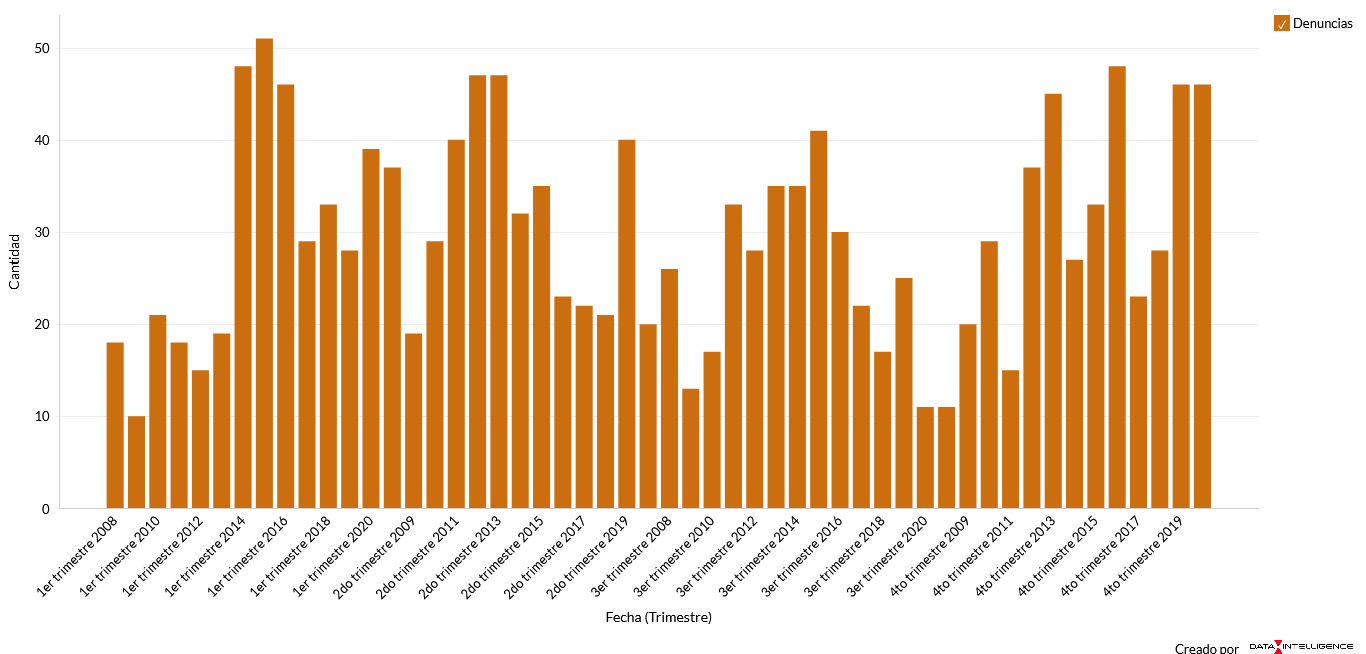 ✓ Denuncias
Cantidad
50
40
30
20
10
0
1er trimestre 2008
1er trimestre 2010
1er trimestre 2012
1er trimestre 2014
1er trimestre 2016
1er trimestre 2018
1er trimestre 2020
2do trimestre 2009
2do trimestre 2011
2do trimestre 2013
2do trimestre 2015
2do trimestre 2017
2do trimestre 2019
3er trimestre 2008
3er trimestre 2010
3er trimestre 2012
3er trimestre 2014
3er trimestre 2016
3er trimestre 2018
3er trimestre 2020
4to trimestre 2009
4to trimestre 2011
4to trimestre 2013
4to trimestre 2015
4to trimestre 2017
4to trimestre 2019
Fecha (Trimestre)
Creado por DATA INTELLIGENCE